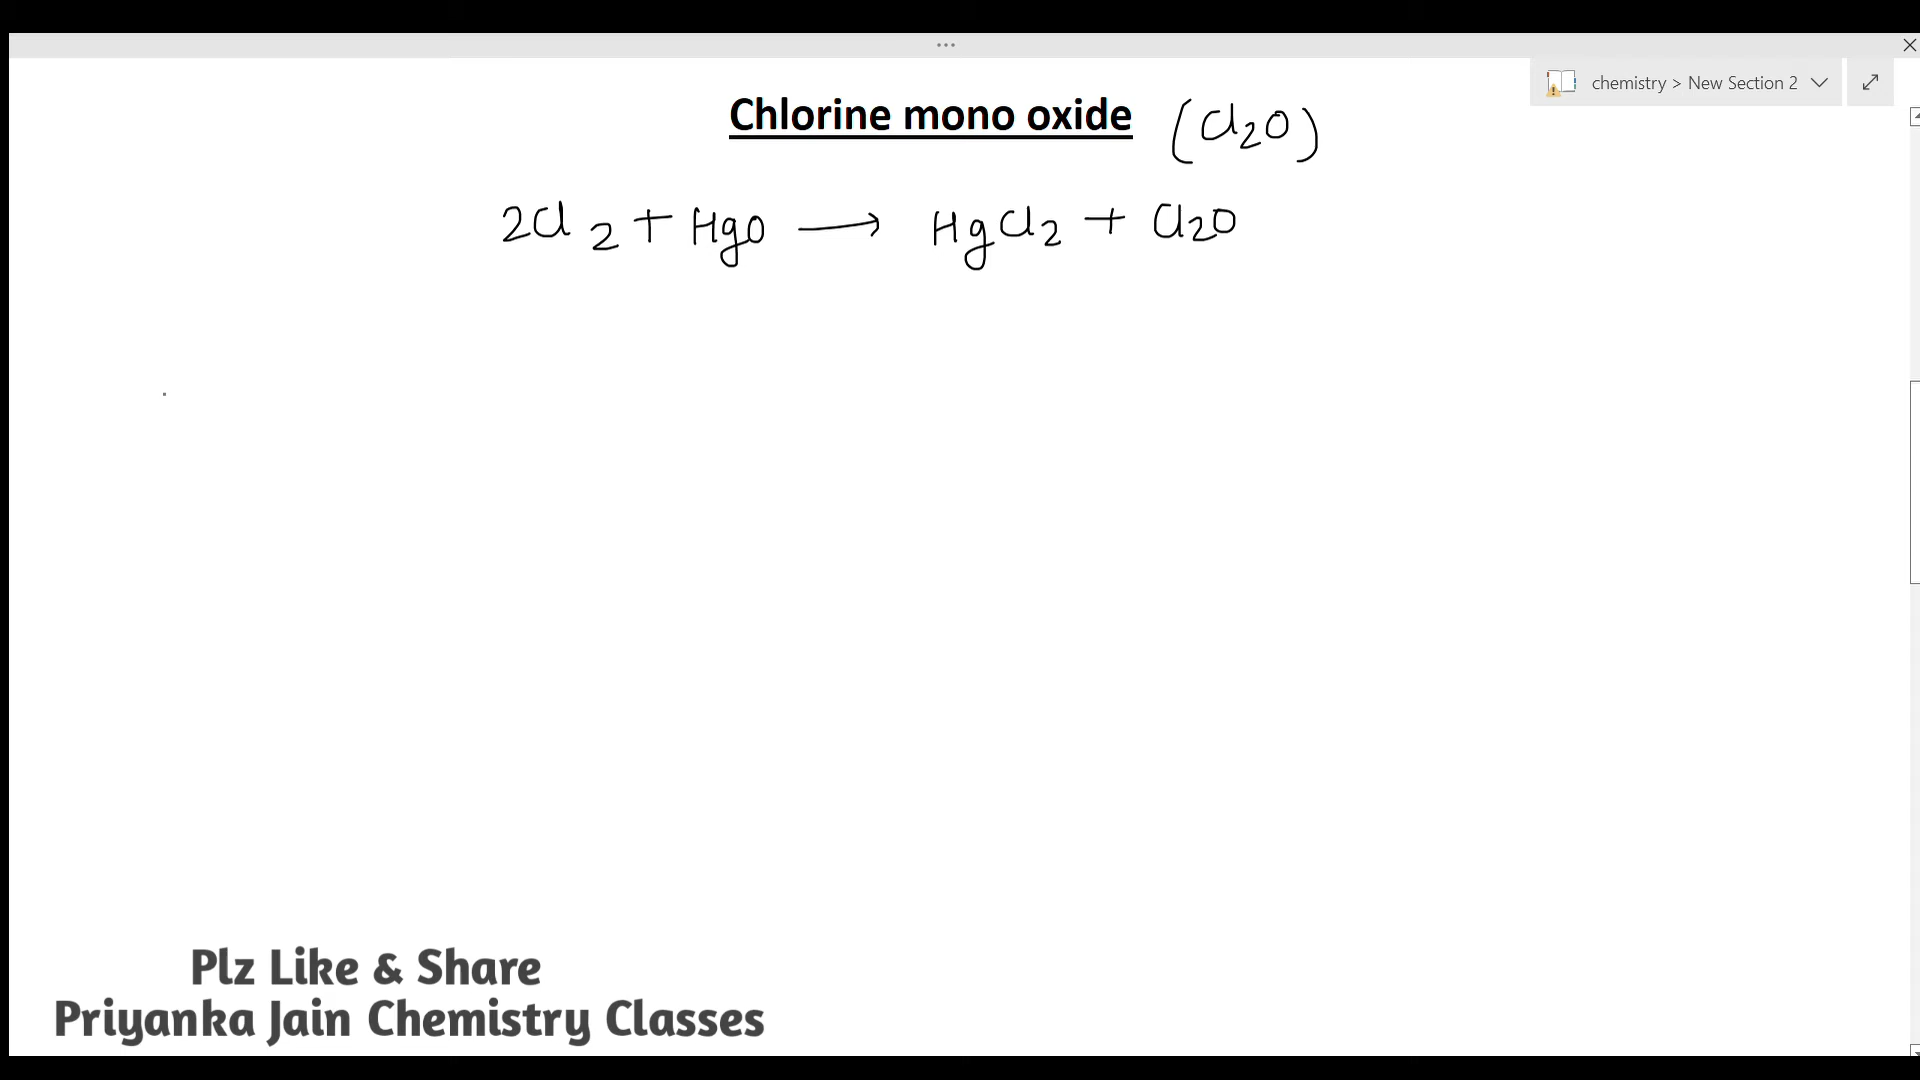 ...
chemistry > New Section 2
Chlorine mono oxide (Cl2O)
2Cl2 + HgO → HgCl2 + Cl2O
Plz Like & Share
Priyanka Jain Chemistry Classes